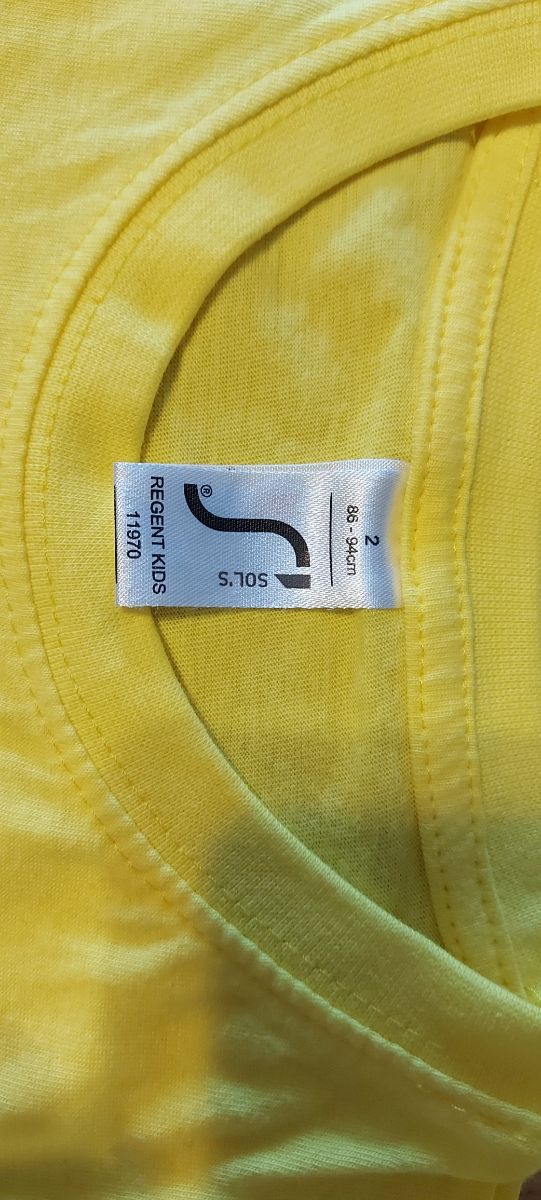 2
86 - 94cm
SOL'S
®
REGENT KIDS
11970